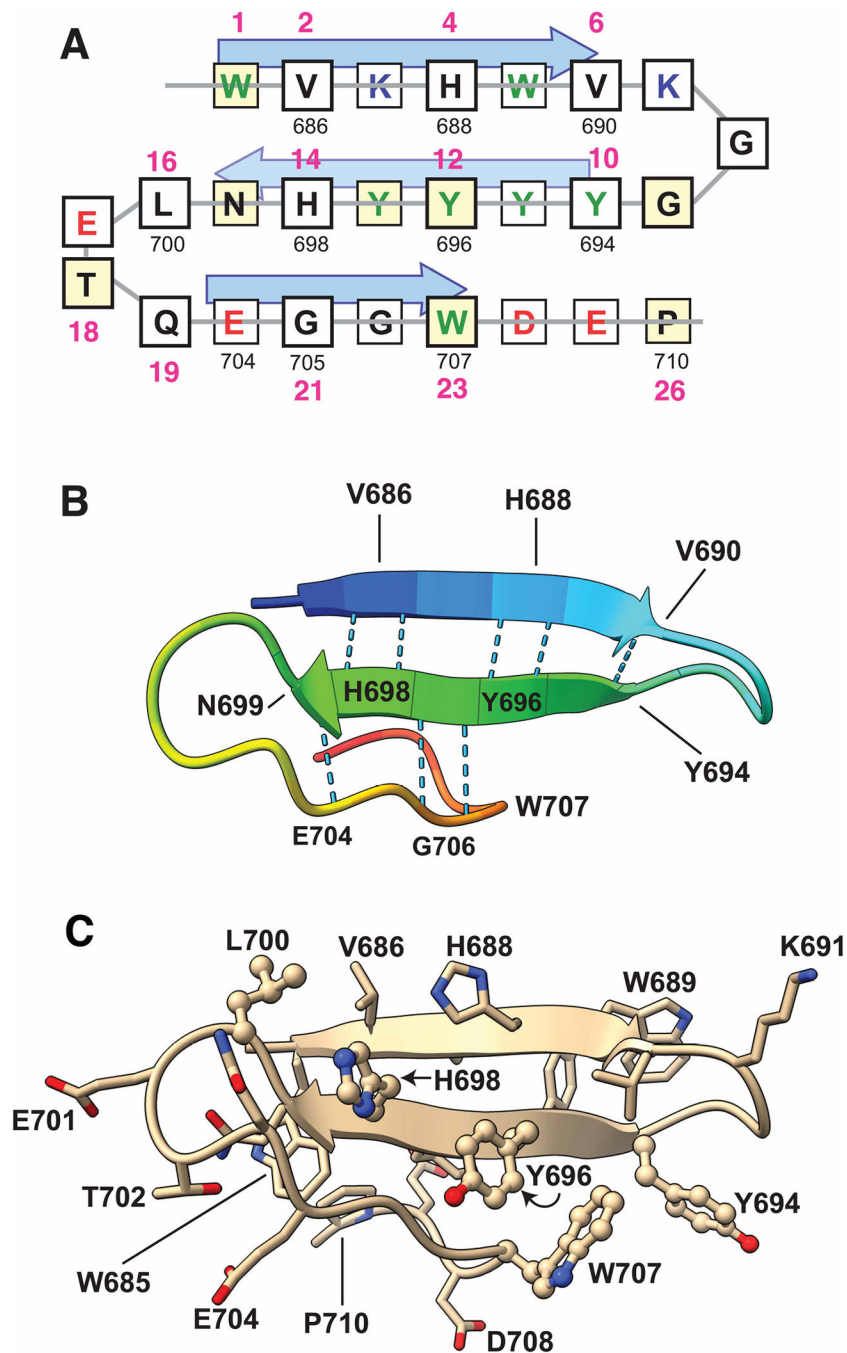 A
1 2 4 6
W V K H W V K
686 688 690
G
16 14 12 10
L N H Y Y Y Y G
E
700 698 696 694
T
18
Q E G G W D E P
704 705 707 710
19 21 23 26
B
V686
H688
V690
H698
Y696
N699
Y694
W707
E704
G706
C
L700
V686
H688
K691
W689
H698
E701
Y696
T702
Y694
W685
W707
E704
P710
D708